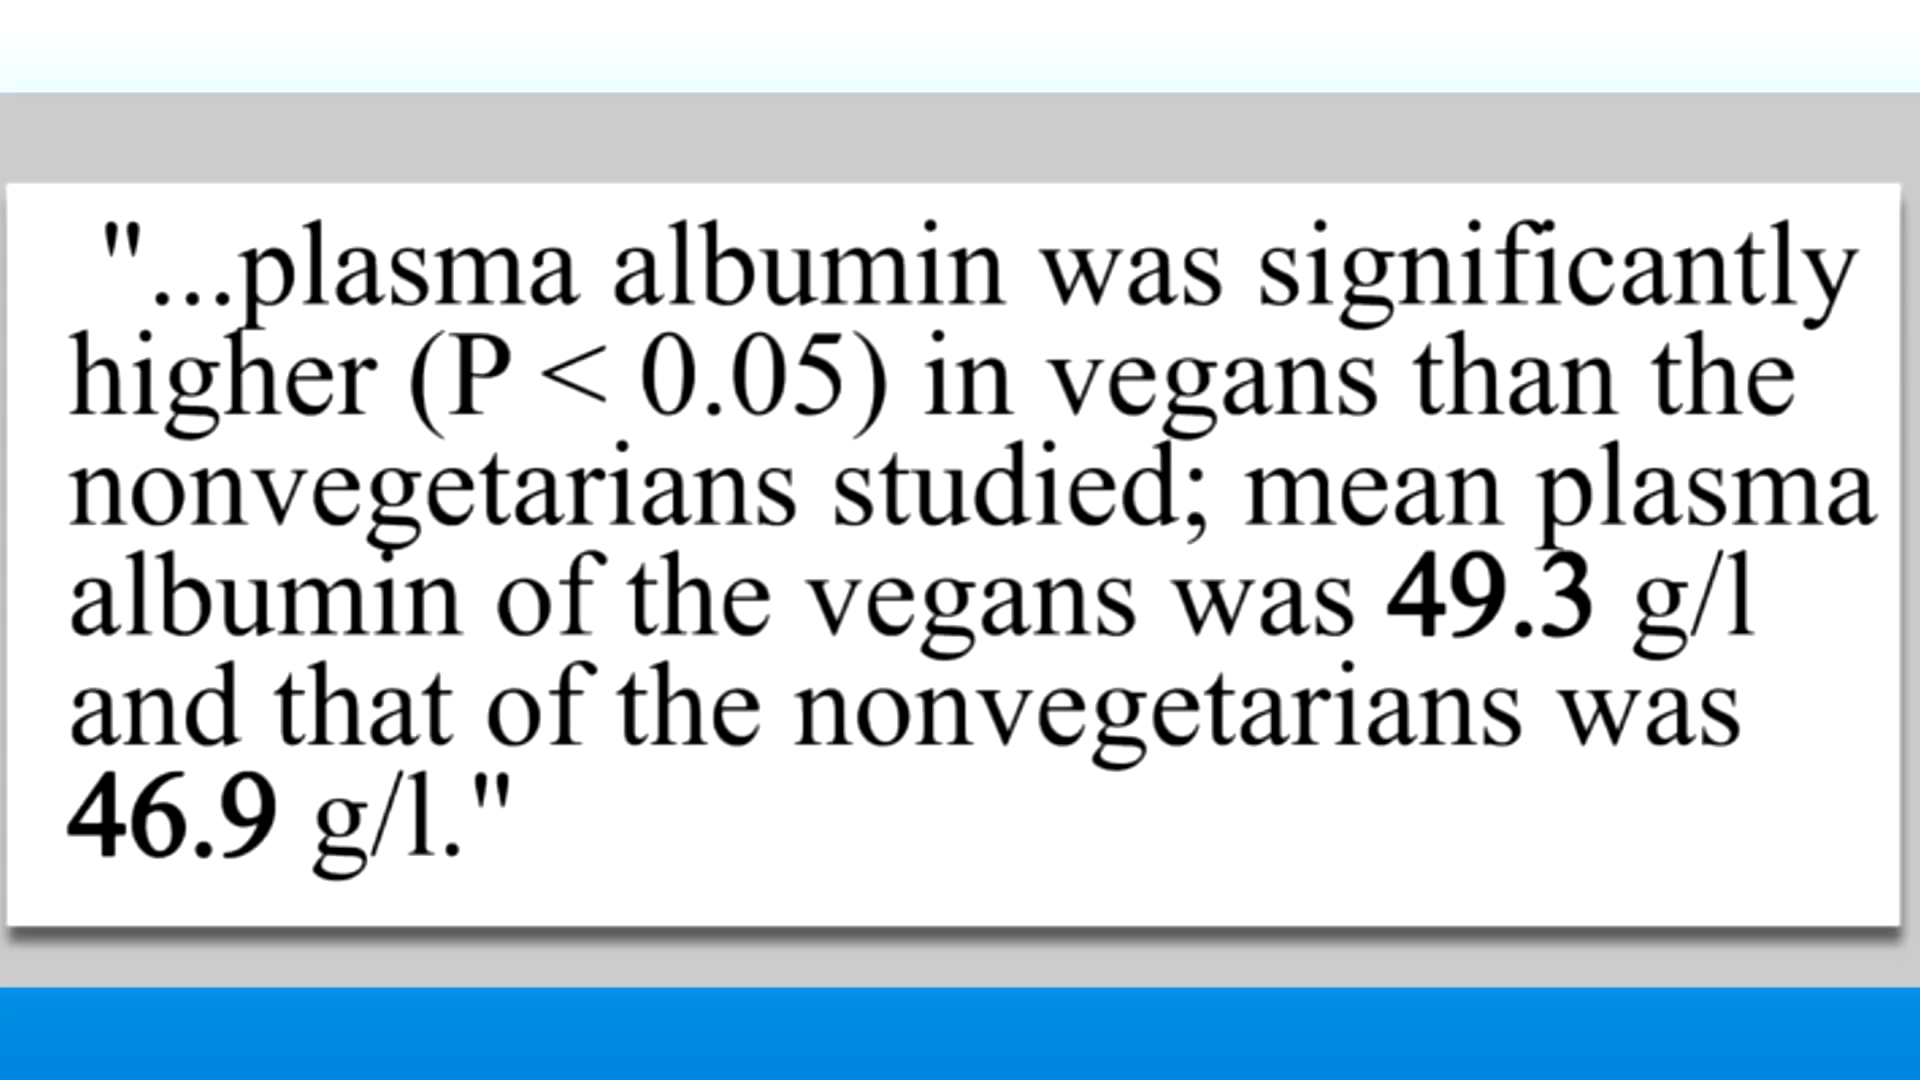 "...plasma albumin was significantly
higher (P < 0.05) in vegans than the
nonvegetarians studied; mean plasma
albumin of the vegans was 49.3 g/l
and that of the nonvegetarians was
46.9 g/l."